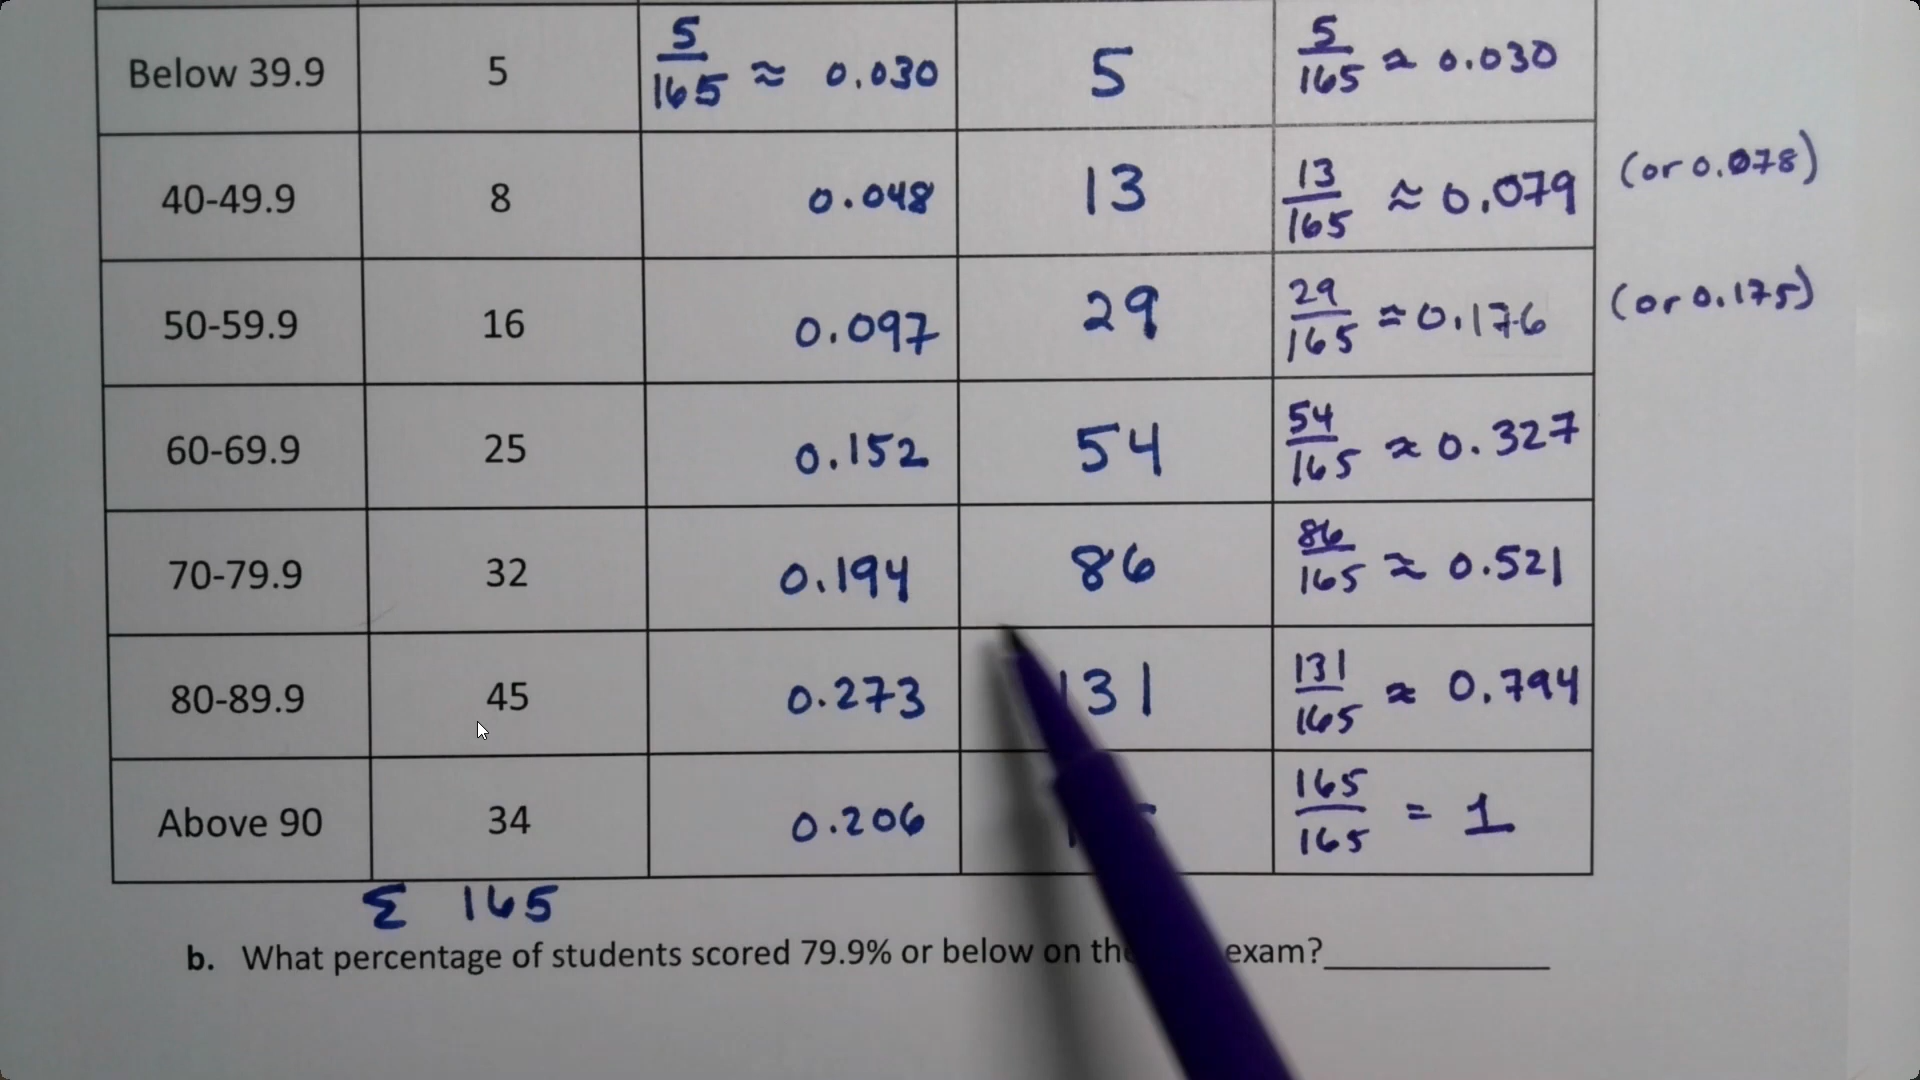 Below 39.9 5 5/165 ≈ 0.030 5 5/165 ≈ 0.030
40-49.9 8 0.048 13 13/165 ≈ 0.079 (or 0.078)
50-59.9 16 0.097 29 29/165 ≈ 0.176 (or 0.175)
60-69.9 25 0.152 54 54/165 ≈ 0.327
70-79.9 32 0.194 86 86/165 ≈ 0.521
80-89.9 45 0.273 131 131/165 ≈ 0.794
Above 90 34 0.206 165/165 = 1
Σ 165
b. What percentage of students scored 79.9% or below on the exam?